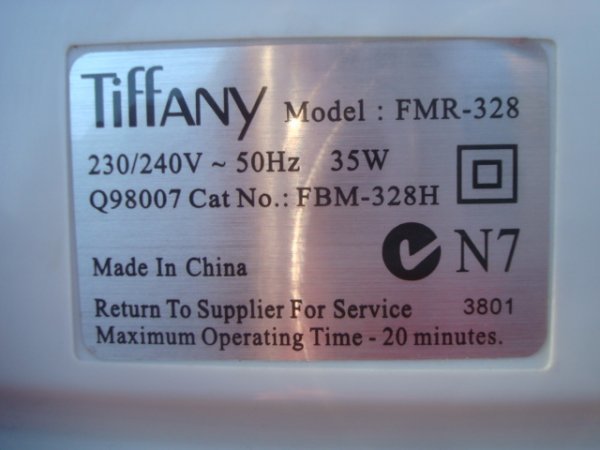 TiffANY Model : FMR-328
230/240V ~ 50Hz 35W
Q98007 Cat No.: FBM-328H
N7
Made In China
Return To Supplier For Service 3801
Maximum Operating Time - 20 minutes.